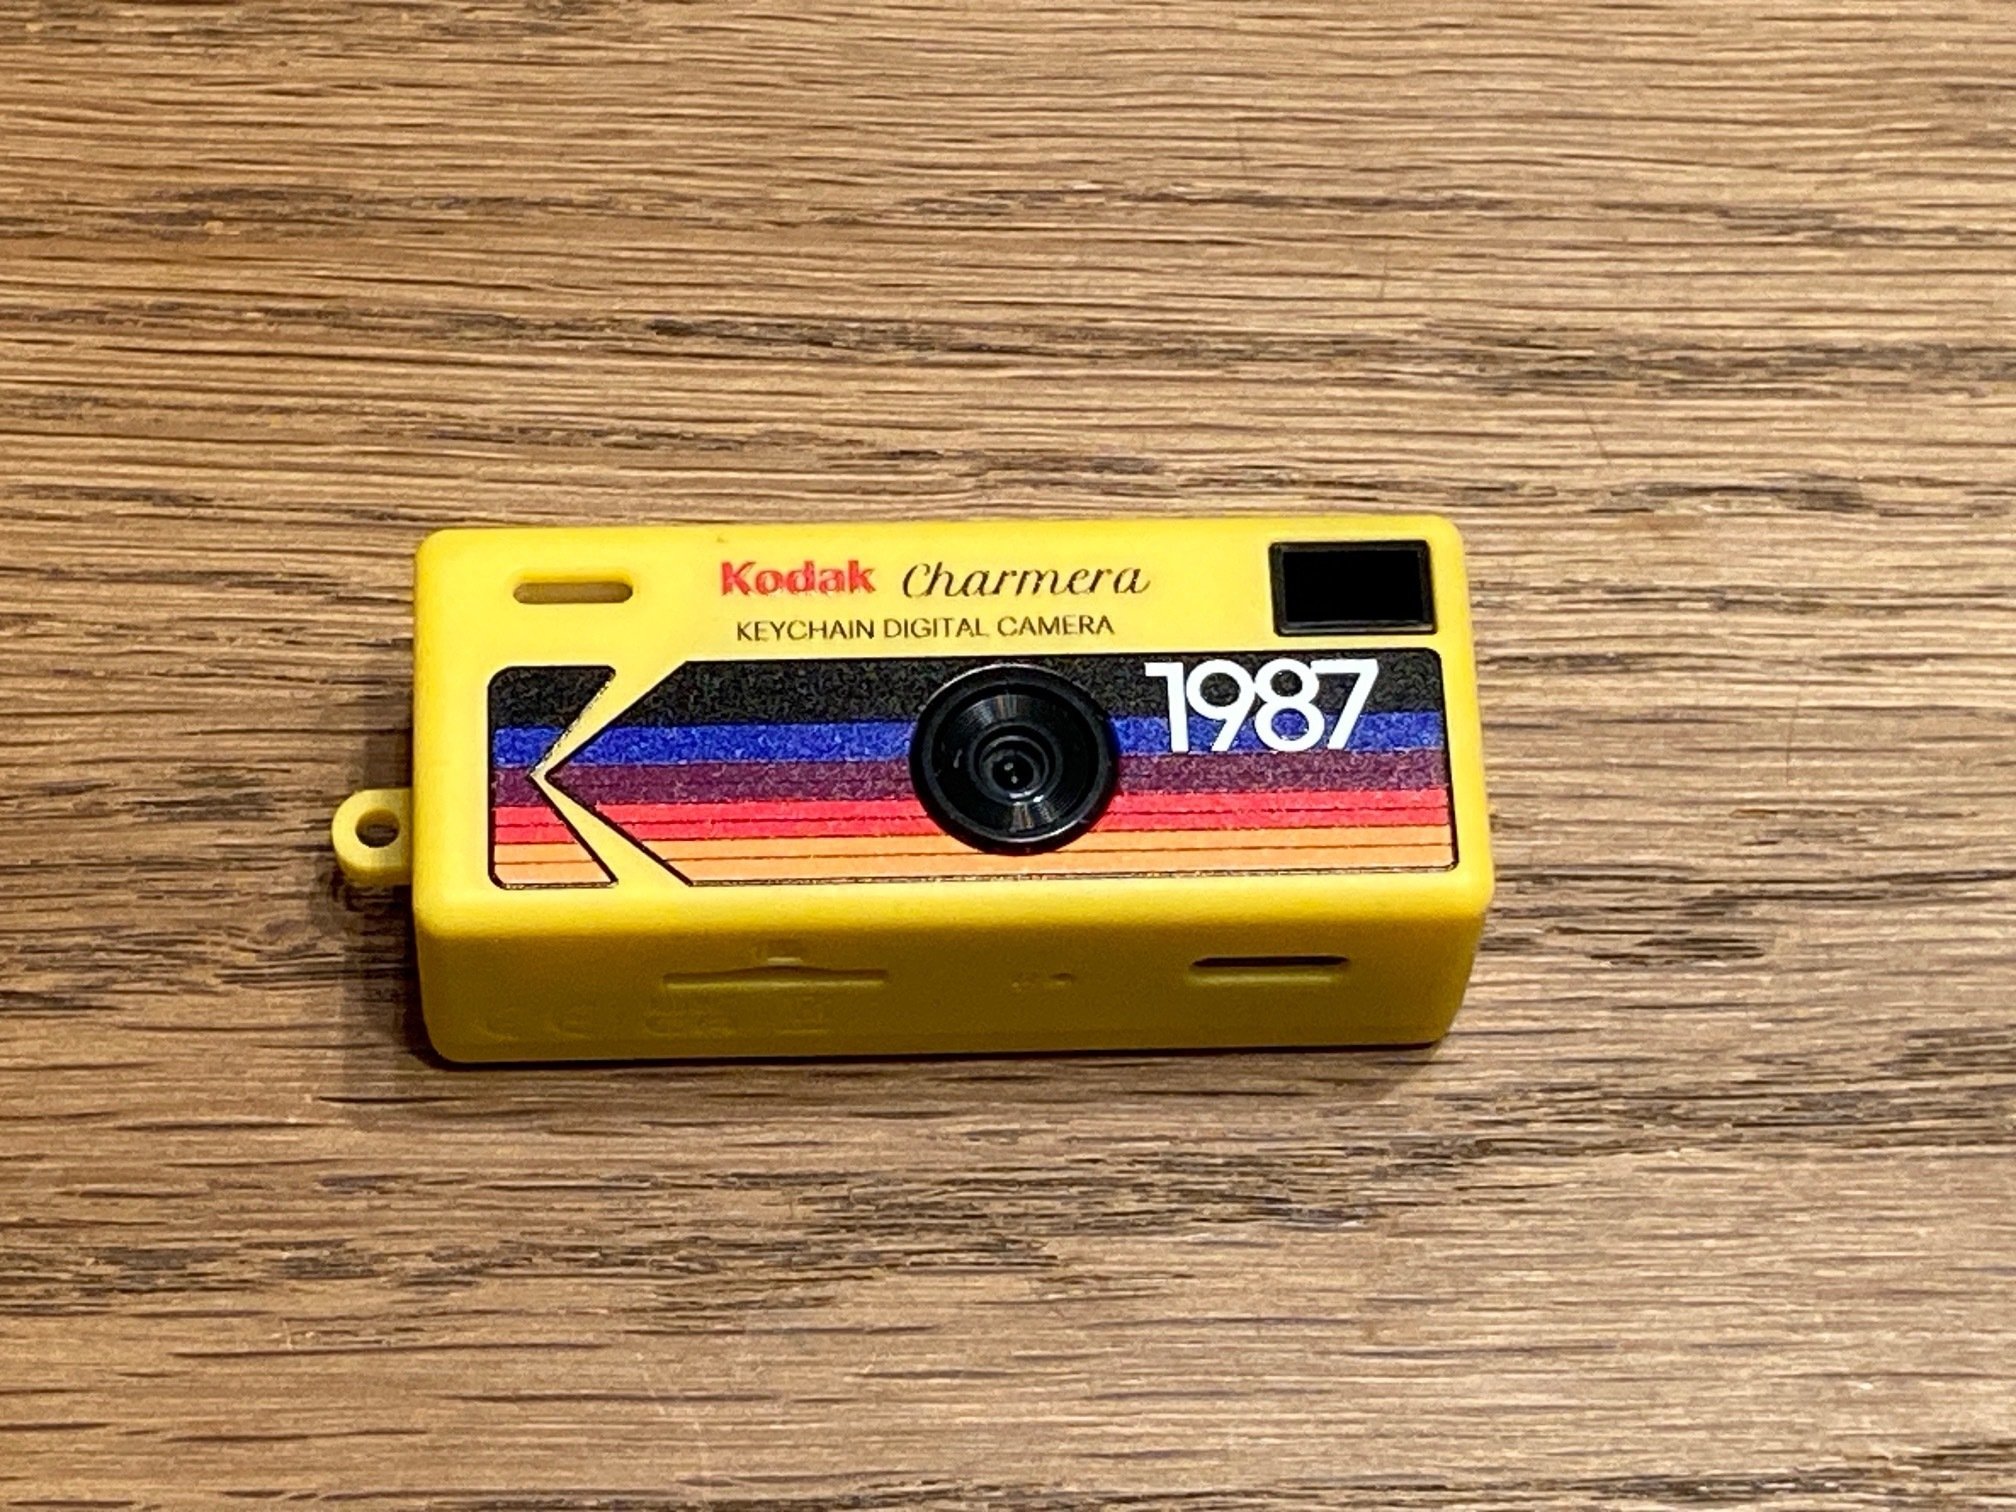 Kodak Charmera
KEYCHAIN DIGITAL CAMERA
1987